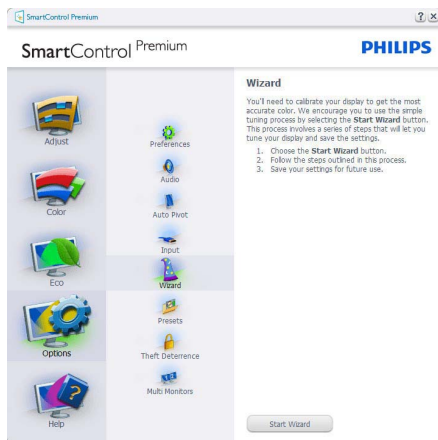 SmartControl Premium
SmartControl Premium
PHILIPS
Adjust
Color
Eco
Options
Help
Preferences
Audio
Auto Pivot
Input
Wizard
Presets
Theft Deterrence
Multi Monitors
Wizard
You'll need to calibrate your display to get the most
accurate color. We encourage you to use the simple
tuning process by selecting the Start Wizard button.
This process involves a series of steps that will let you
tune your display and save the settings.
1. Choose the Start Wizard button.
2. Follow the steps outlined in this process.
3. Save your settings for future use.
Start Wizard